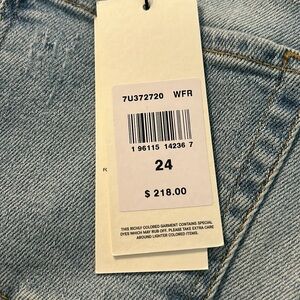 7U372720 WFR
1 96115 14236 7
24
$ 218.00
THIS RICHLY COLORED GARMENT CONTAINS SPECIAL
DYES WHICH MAY RUB OFF. PLEASE TAKE EXTRA CARE
AROUND LIGHTER COLORED ITEMS.